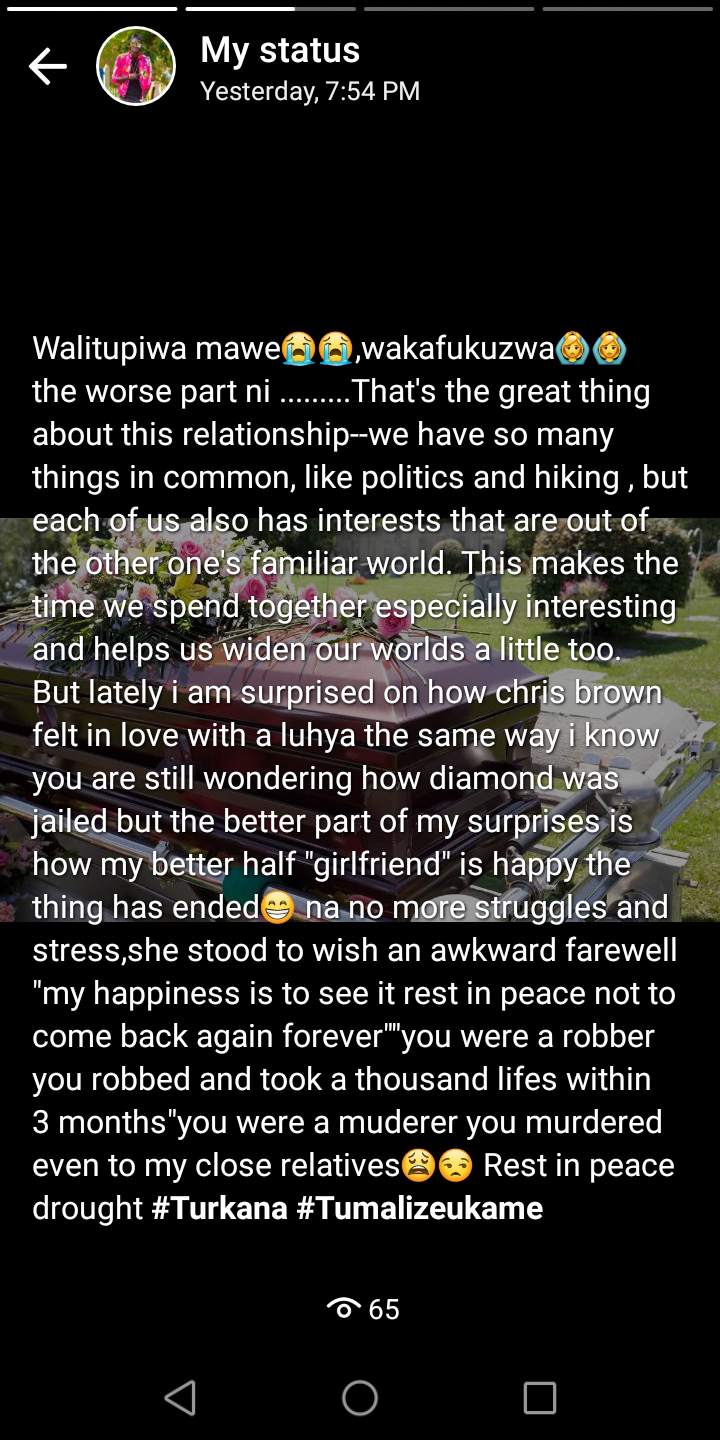 My status
Yesterday, 7:54 PM
Walitupiwa mawe😭😭,wakafukuzwa🙆🙆
the worse part ni .........That's the great thing
about this relationship--we have so many
things in common, like politics and hiking , but
each of us also has interests that are out of
the other one's familiar world. This makes the
time we spend together especially interesting
and helps us widen our worlds a little too.
But lately i am surprised on how chris brown
felt in love with a luhya the same way i know
you are still wondering how diamond was
jailed but the better part of my surprises is
how my better half "girlfriend" is happy the
thing has ended😁 na no more struggles and
stress,she stood to wish an awkward farewell
"my happiness is to see it rest in peace not to
come back again forever""you were a robber
you robbed and took a thousand lifes within
3 months"you were a muderer you murdered
even to my close relatives😩😒 Rest in peace
drought #Turkana #Tumalizeukame
65